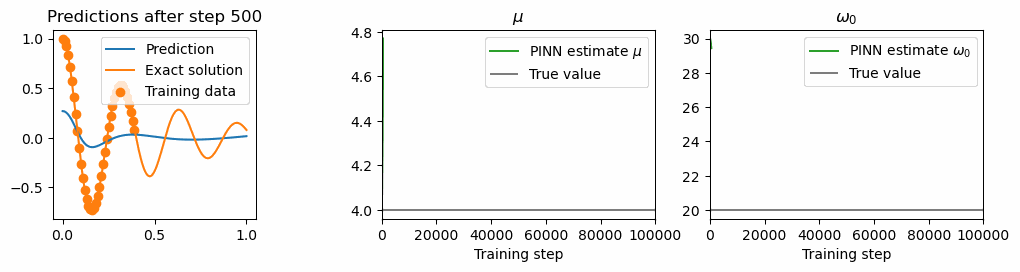 Predictions after step 500
1.0
0.5
0.0
−0.5
0.0 0.5 1.0
Prediction
Exact solution
Training data
μ
4.8
4.6
4.4
4.2
4.0
0 20000 40000 60000 80000 100000
Training step
PINN estimate μ
True value
ω₀
30
28
26
24
22
20
0 20000 40000 60000 80000 100000
Training step
PINN estimate ω₀
True value